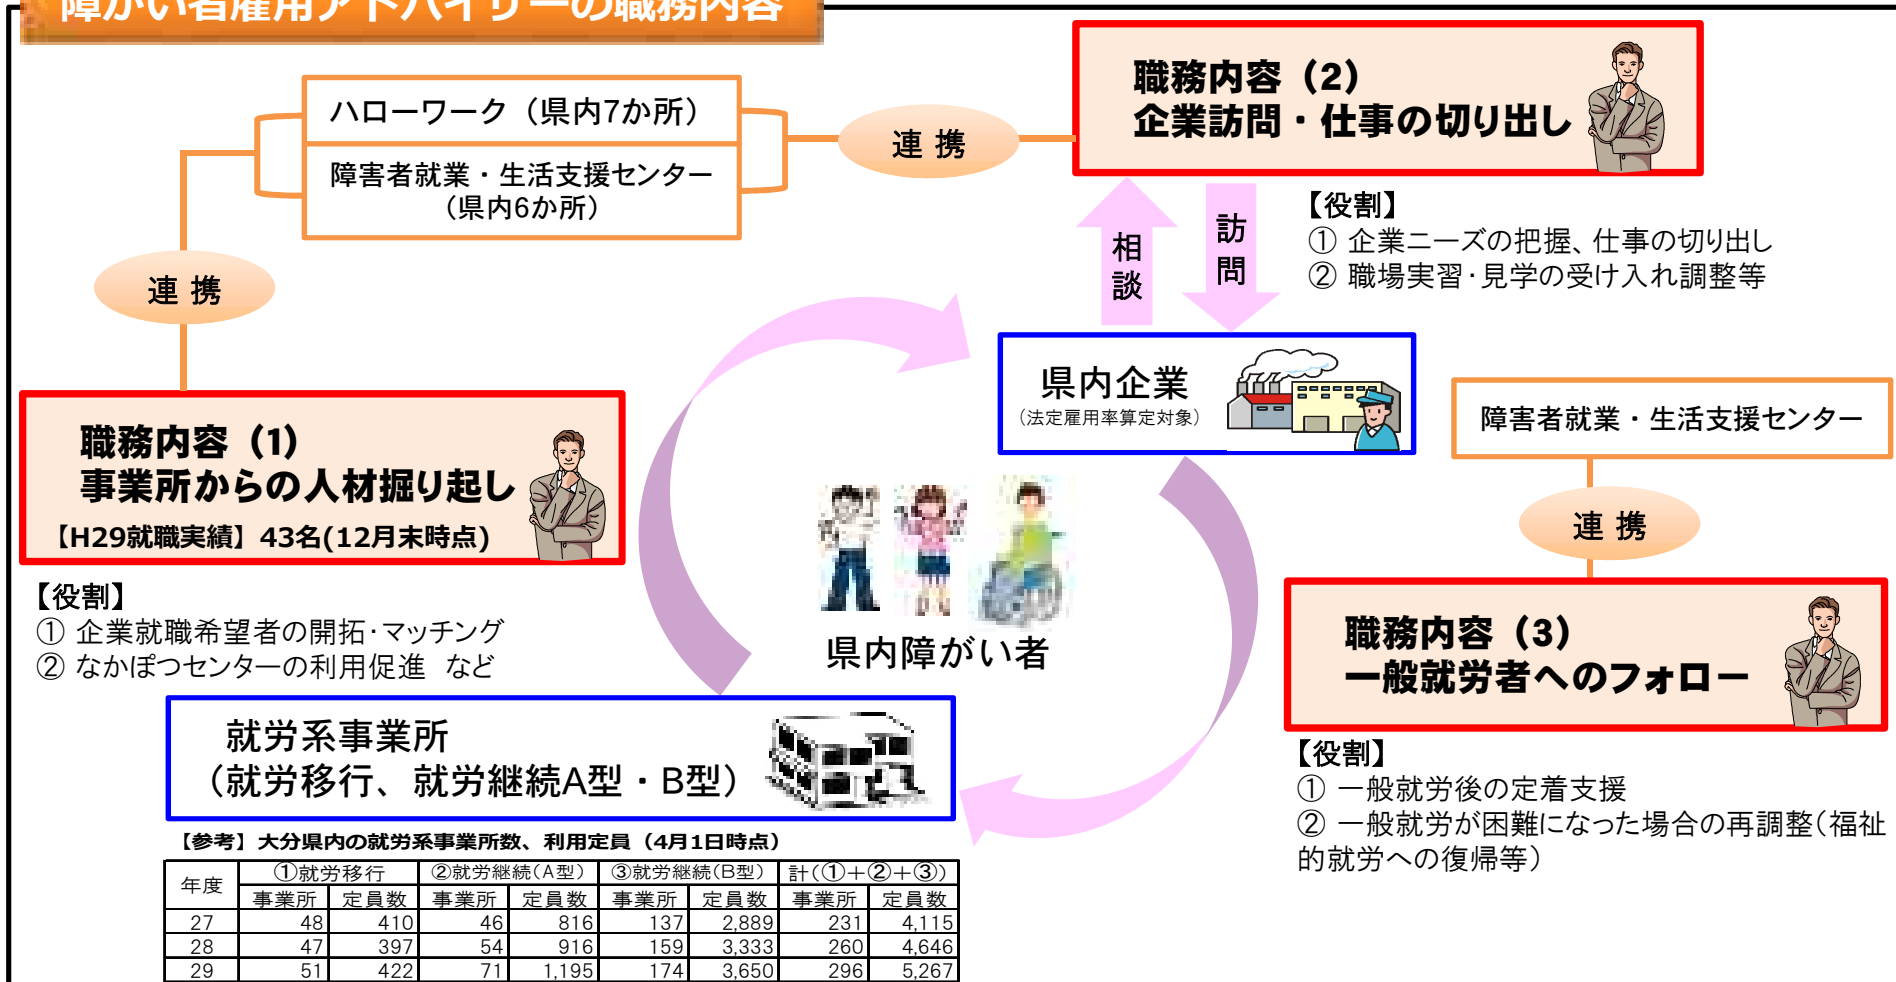 障がい者雇用アドバイザーの職務内容
ハローワーク（県内7か所）
障害者就業・生活支援センター
（県内6か所）
連 携
連 携
職務内容（2）
企業訪問・仕事の切り出し
【役割】
① 企業ニーズの把握、仕事の切り出し
② 職場実習･見学の受け入れ調整等
相談
訪問
県内企業
（法定雇用率算定対象）
職務内容（1）
事業所からの人材掘り起し
【H29就職実績】43名(12月末時点)
【役割】
① 企業就職希望者の開拓･マッチング
② なかぽつセンターの利用促進 など
県内障がい者
障害者就業・生活支援センター
連 携
職務内容（3）
一般就労者へのフォロー
【役割】
① 一般就労後の定着支援
② 一般就労が困難になった場合の再調整（福祉
的就労への復帰等）
就労系事業所
（就労移行、就労継続A型・B型）
【参考】大分県内の就労系事業所数、利用定員（4月1日時点）
年度 ①就労移行 ②就労継続(A型) ③就労継続(B型) 計(①＋②＋③)
事業所 定員数 事業所 定員数 事業所 定員数 事業所 定員数
27 48 410 46 816 137 2,889 231 4,115
28 47 397 54 916 159 3,333 260 4,646
29 51 422 71 1,195 174 3,650 296 5,267